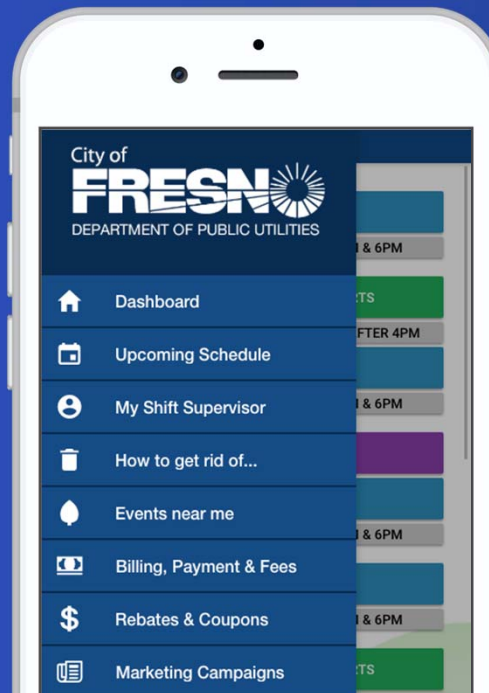 City of
FRESNO
DEPARTMENT OF PUBLIC UTILITIES
Dashboard
Upcoming Schedule
My Shift Supervisor
How to get rid of...
Events near me
Billing, Payment & Fees
Rebates & Coupons
Marketing Campaigns
& 6PM
FTER 4PM
& 6PM
& 6PM
& 6PM